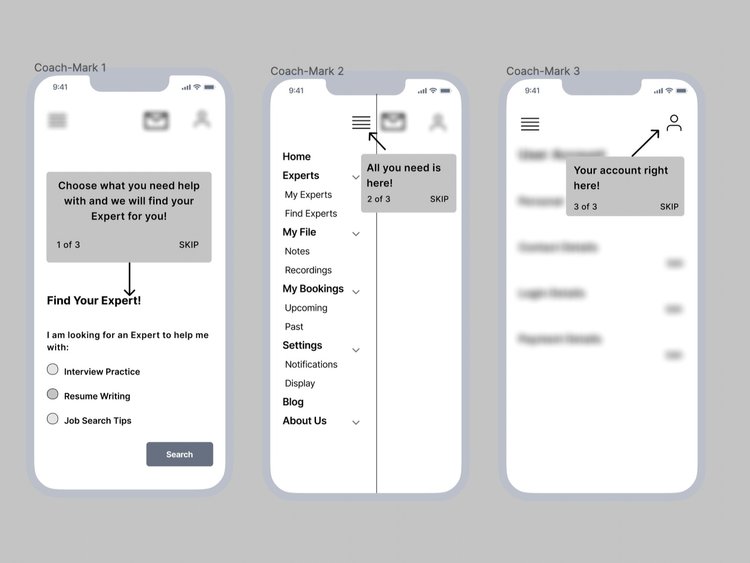 Coach-Mark 1
9:41
Choose what you need help
with and we will find your
Expert for you!
1 of 3
SKIP
Find Your Expert!
I am looking for an Expert to help me
with:
Interview Practice
Resume Writing
Job Search Tips
Search
Coach-Mark 2
9:41
All you need is
here!
2 of 3
SKIP
Home
Experts
My Experts
Find Experts
My File
Notes
Recordings
My Bookings
Upcoming
Past
Settings
Notifications
Display
Blog
About Us
Coach-Mark 3
9:41
User Account
Your account right
here!
3 of 3
SKIP
Personal
Contact Details
Login Details
Payment Details